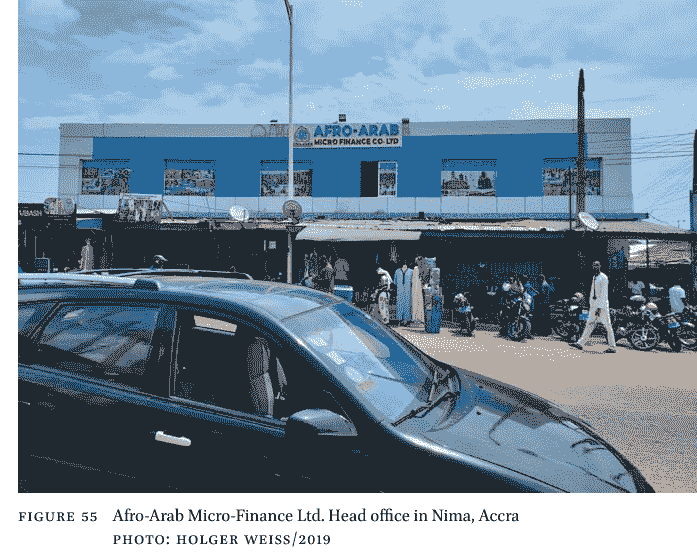 AFRO-ARAB
MICRO FINANCE CO. LTD
UBASH
FIGURE 55 Afro-Arab Micro-Finance Ltd. Head office in Nima, Accra
PHOTO: HOLGER WEISS/2019